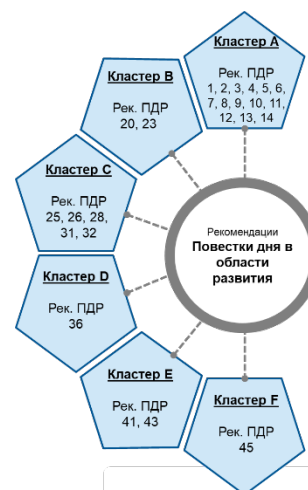 Кластер A
Рек. ПДР
1, 2, 3, 4, 5, 6,
7, 8, 9, 10, 11,
12, 13, 14
Кластер B
Рек. ПДР
20, 23
Кластер C
Рек. ПДР
25, 26, 28,
31, 32
Рекомендации
Повестки дня в
области
развития
Кластер D
Рек. ПДР
36
Кластер E
Рек. ПДР
41, 43
Кластер F
Рек. ПДР
45